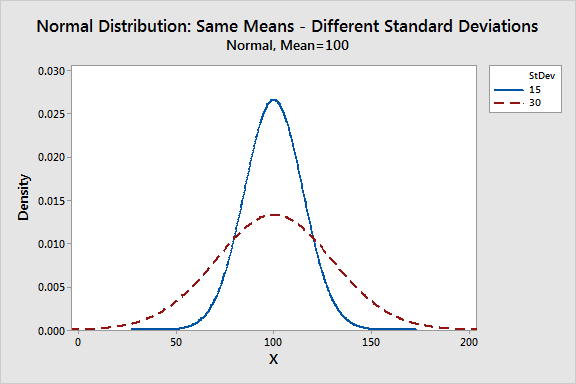 Normal Distribution: Same Means - Different Standard Deviations
Normal, Mean=100
StDev
15
30
Density
0.030
0.025
0.020
0.015
0.010
0.005
0.000
0 50 100 150 200
X